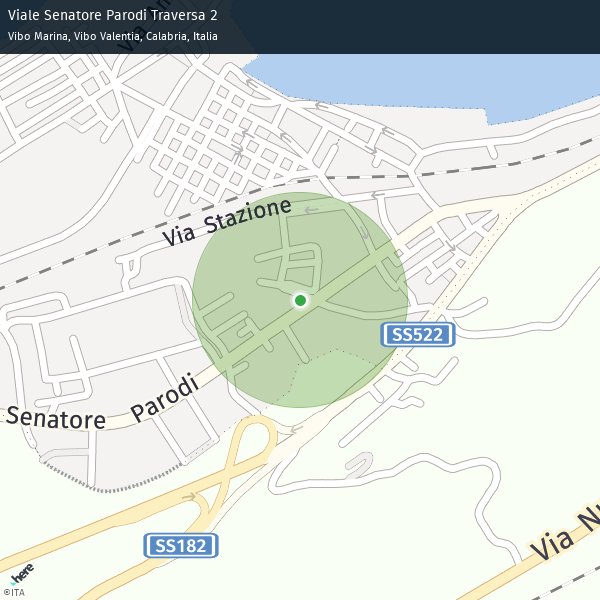 Viale Senatore Parodi Traversa 2
Vibo Marina, Vibo Valentia, Calabria, Italia
Via Stazione
SS522
Senatore Parodi
SS182
here
©ITA